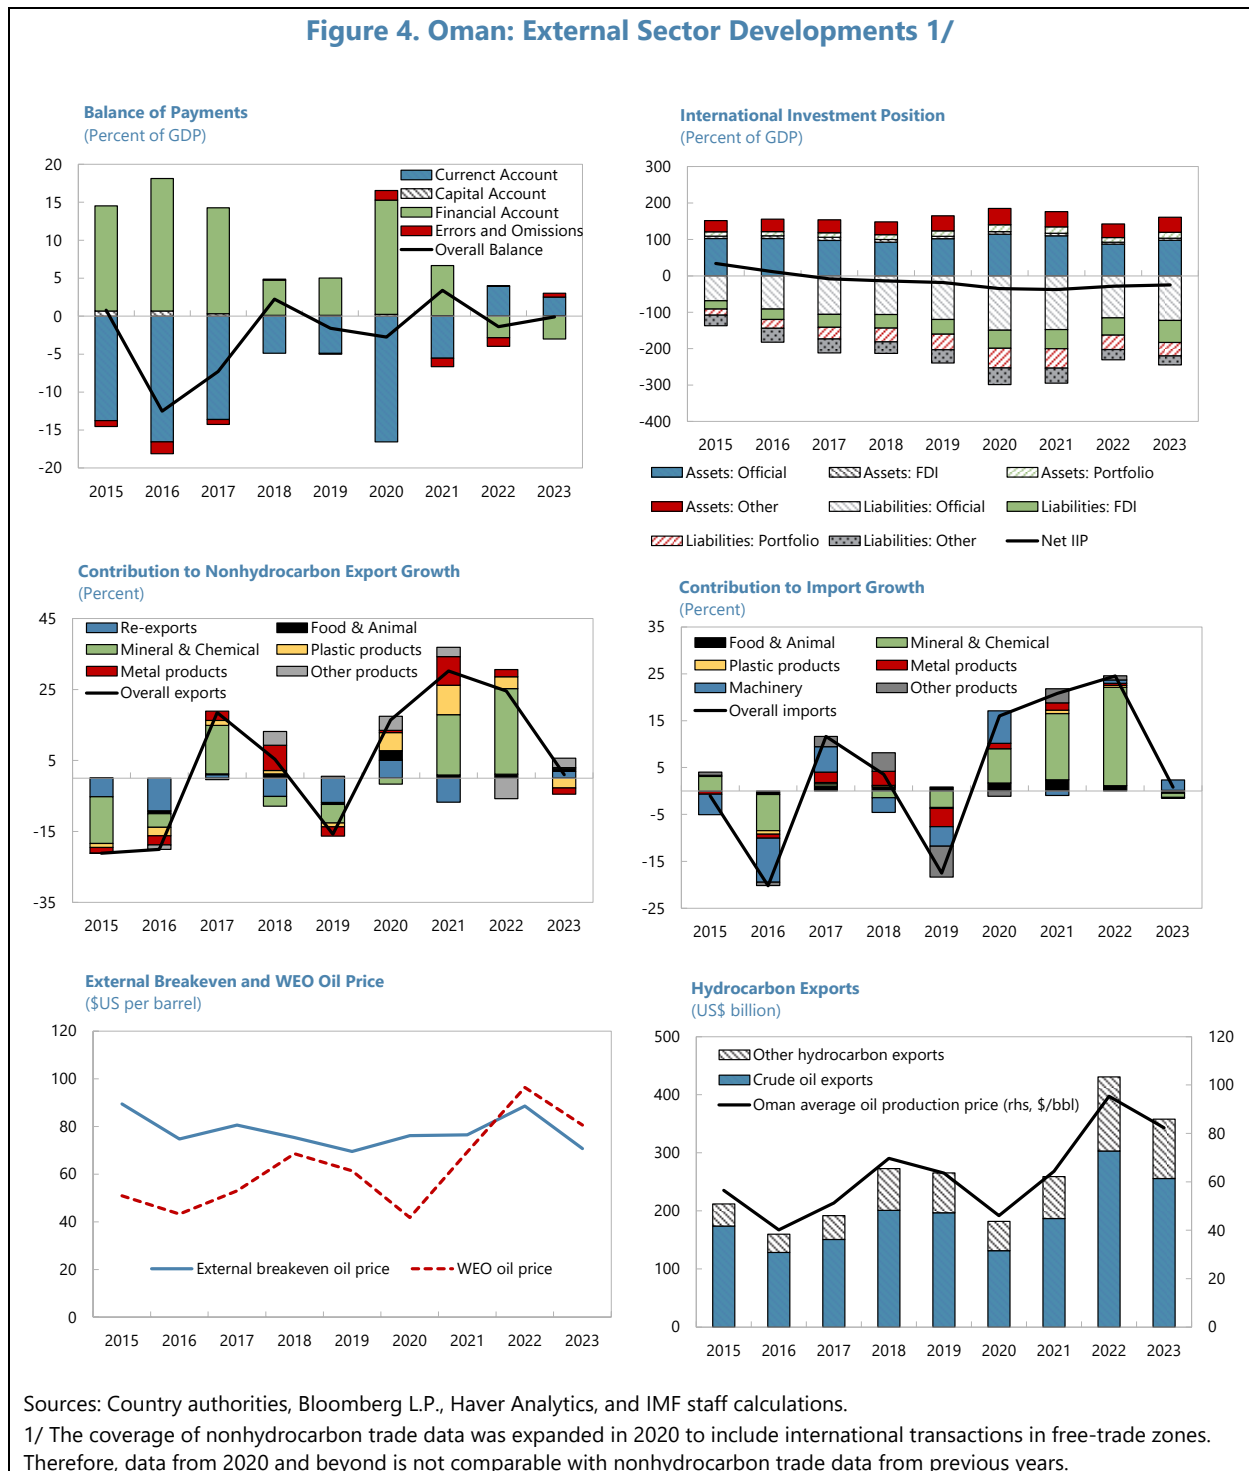 Figure 4. Oman: External Sector Developments 1/
Balance of Payments
(Percent of GDP)
20
15
10
5
0
-5
-10
-15
-20
Currenct Account
Capital Account
Financial Account
Errors and Omissions
Overall Balance
2015 2016 2017 2018 2019 2020 2021 2022 2023
International Investment Position
(Percent of GDP)
300
200
100
0
-100
-200
-300
-400
2015 2016 2017 2018 2019 2020 2021 2022 2023
Assets: Official Assets: FDI Assets: Portfolio
Assets: Other Liabilities: Official Liabilities: FDI
Liabilities: Portfolio Liabilities: Other Net IIP
Contribution to Nonhydrocarbon Export Growth
(Percent)
45
25
5
-15
-35
Re-exports Food & Animal
Mineral & Chemical Plastic products
Metal products Other products
Overall exports
2015 2016 2017 2018 2019 2020 2021 2022 2023
Contribution to Import Growth
(Percent)
35
25
15
5
-5
-15
-25
Food & Animal Mineral & Chemical
Plastic products Metal products
Machinery Other products
Overall imports
2015 2016 2017 2018 2019 2020 2021 2022 2023
External Breakeven and WEO Oil Price
($US per barrel)
120
100
80
60
40
20
0
External breakeven oil price WEO oil price
2015 2016 2017 2018 2019 2020 2021 2022 2023
Hydrocarbon Exports
(US$ billion)
500
400
300
200
100
0
Other hydrocarbon exports
Crude oil exports
Oman average oil production price (rhs, $/bbl)
120
100
80
60
40
20
0
2015 2016 2017 2018 2019 2020 2021 2022 2023
Sources: Country authorities, Bloomberg L.P., Haver Analytics, and IMF staff calculations.
1/ The coverage of nonhydrocarbon trade data was expanded in 2020 to include international transactions in free-trade zones.
Therefore, data from 2020 and beyond is not comparable with nonhydrocarbon trade data from previous years.